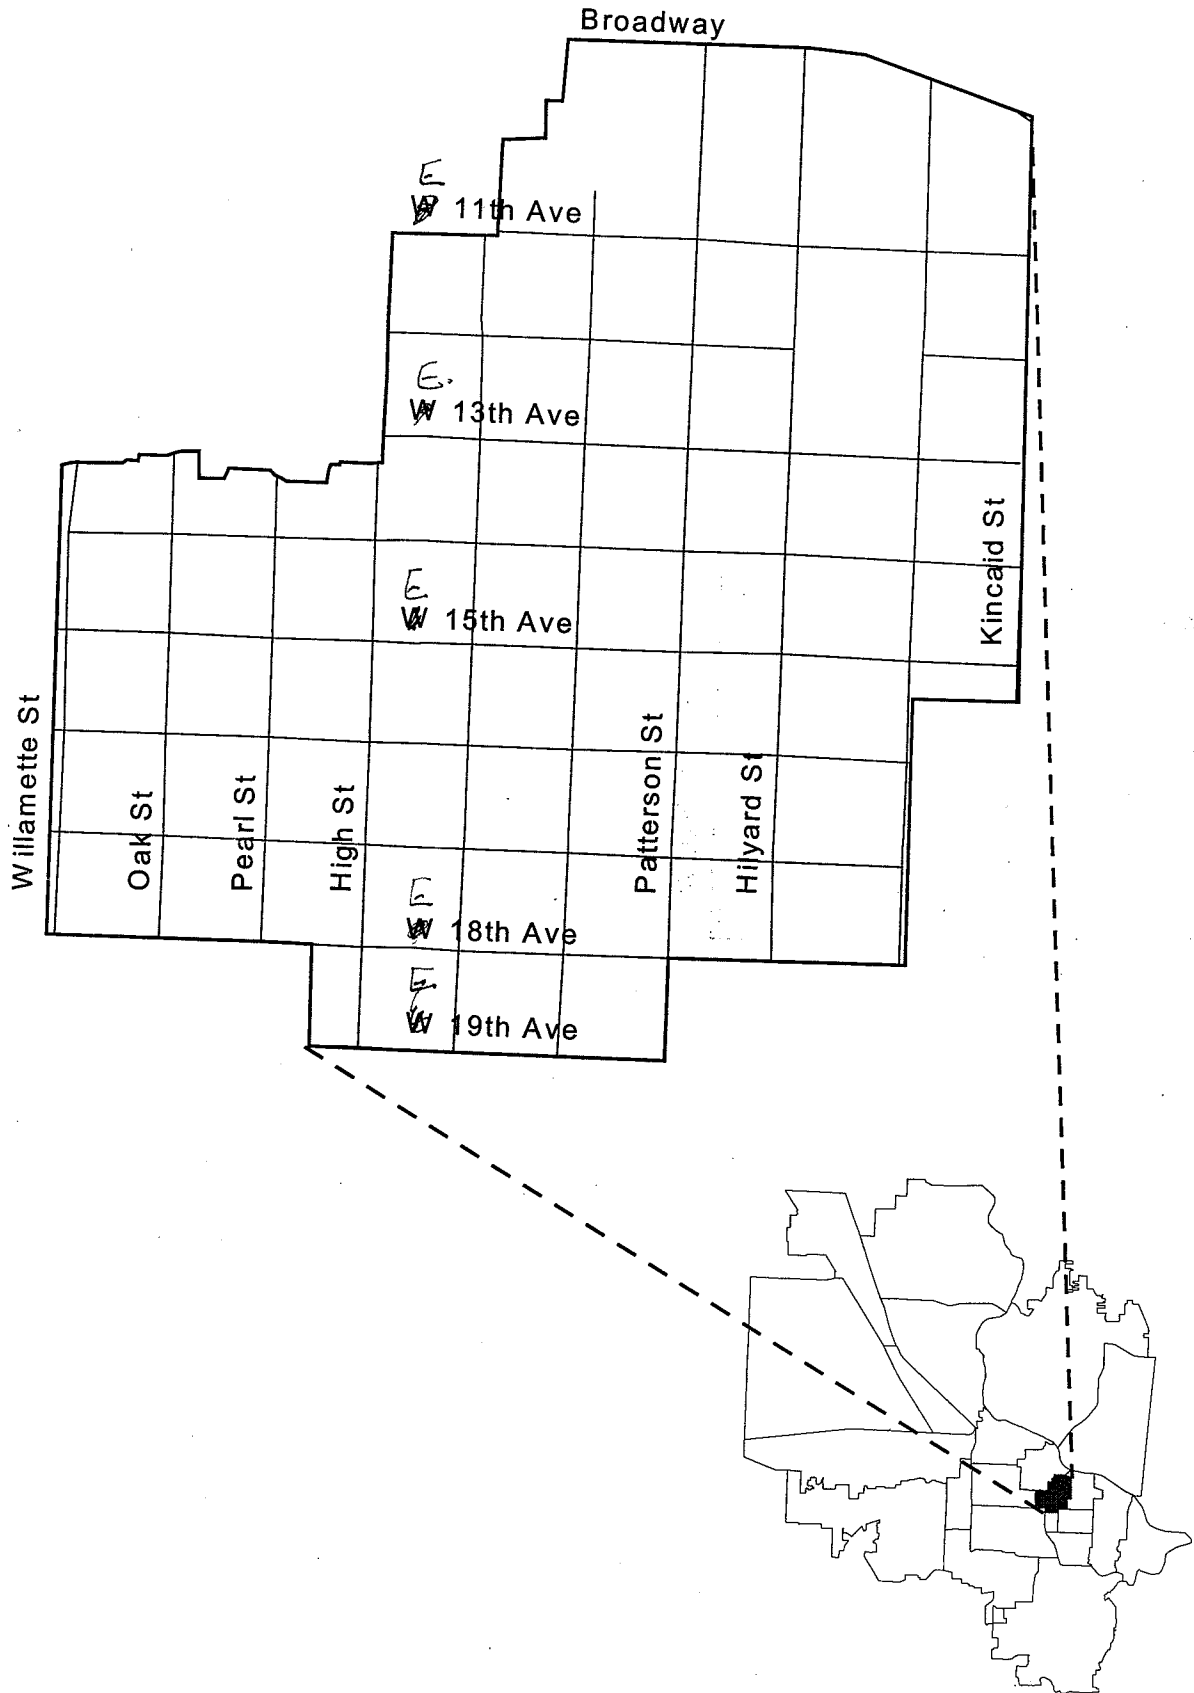 Broadway
E
W 11th Ave
E.
W 13th Ave
E
W 15th Ave
Kincaid St
Willamette St
Oak St
Pearl St
High St
Patterson St
Hilyard St
E
W 18th Ave
E
W 19th Ave